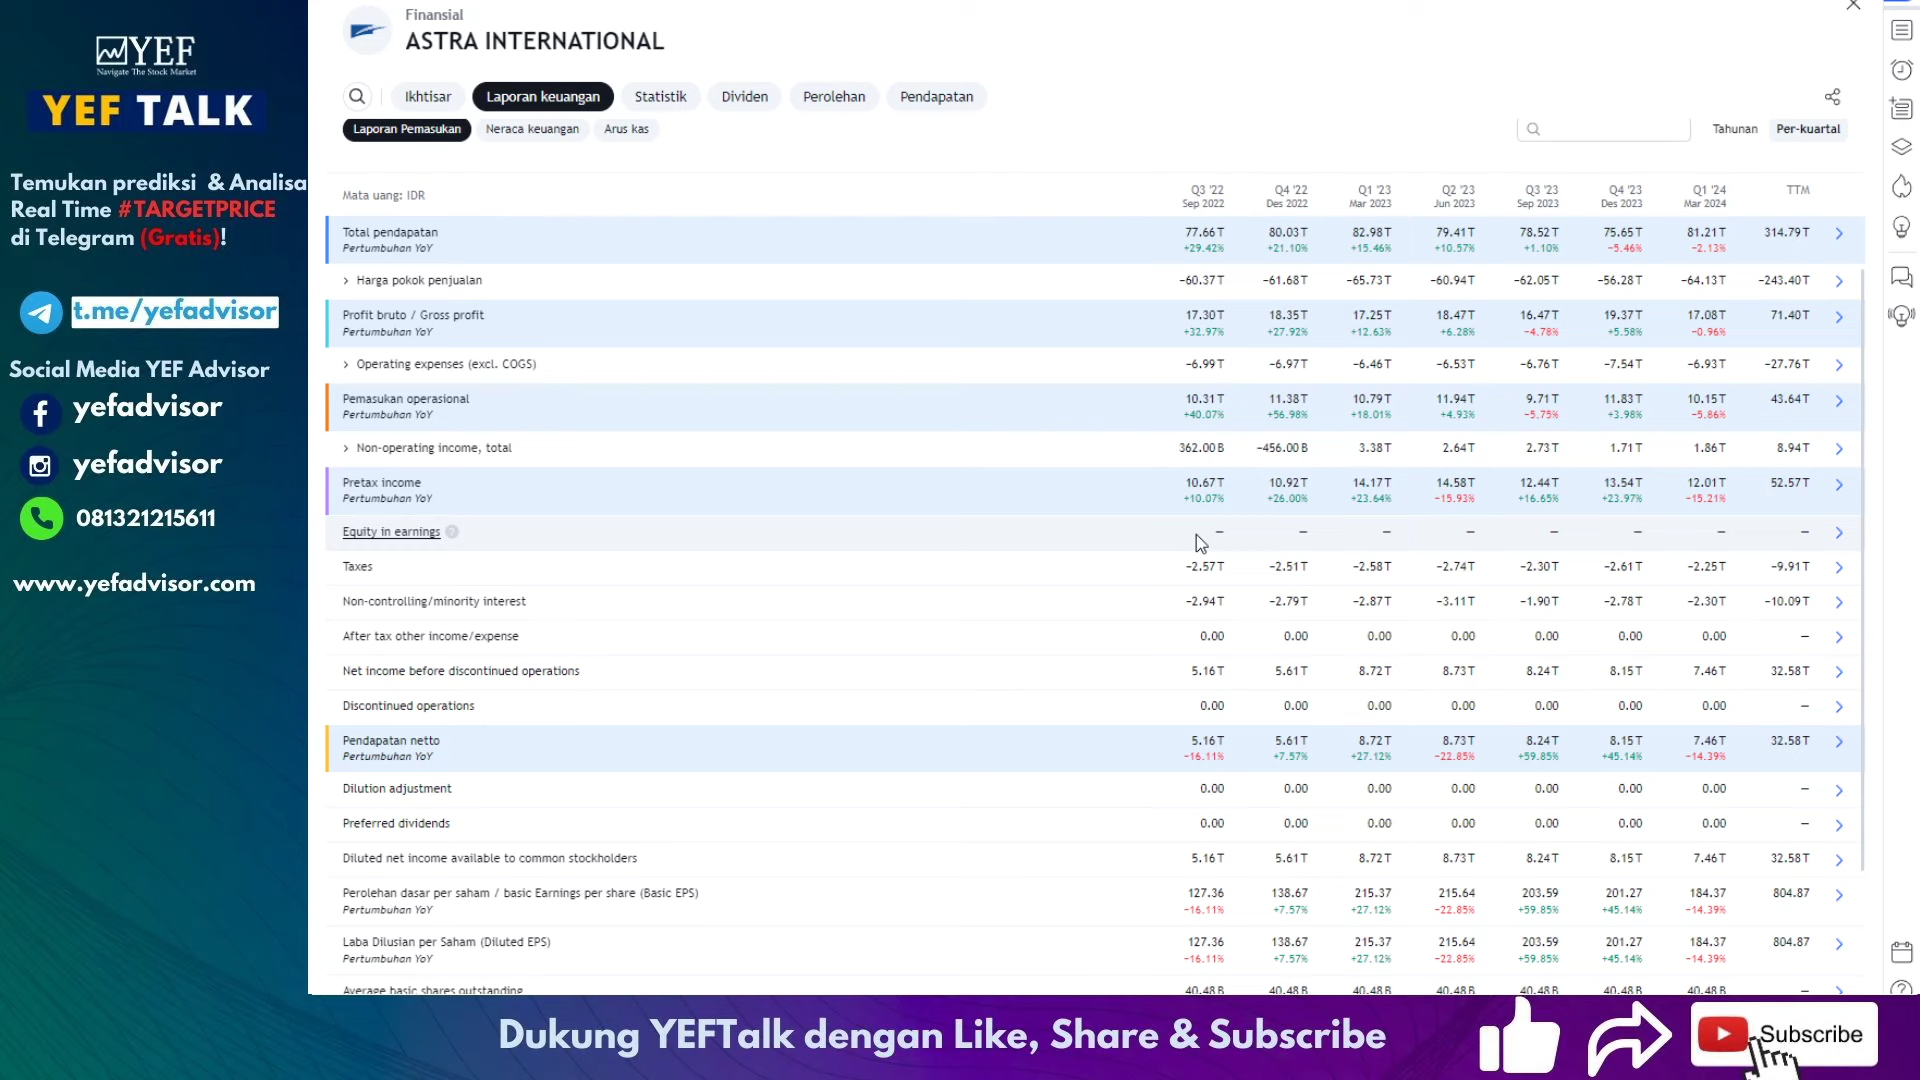 YEF
Navigate The Stock Market
YEF TALK
Temukan prediksi & Analisa
Real Time #TARGETPRICE
di Telegram (Gratis)!
t.me/yefadvisor
Social Media YEF Advisor
yefadvisor
yefadvisor
081321215611
www.yefadvisor.com
Finansial
ASTRA INTERNATIONAL
Ikhtisar Laporan keuangan Statistik Dividen Perolehan Pendapatan
Laporan Pemasukan Neraca keuangan Arus kas Tahunan Per-kuartal
Mata uang: IDR Q3 '22 Q4 '22 Q1 '23 Q2 '23 Q3 '23 Q4 '23 Q1 '24 TTM
Sep 2022 Des 2022 Mar 2023 Jun 2023 Sep 2023 Des 2023 Mar 2024
Total pendapatan 77.66T 80.03T 82.98T 79.41T 78.52T 75.65T 81.21T 314.79T
Pertumbuhan YoY +29.42% +21.10% +15.46% +10.57% +1.10% −5.46% −2.13%
Harga pokok penjualan −60.37T −61.68T −65.73T −60.94T −62.05T −56.28T −64.13T −243.40T
Profit bruto / Gross profit 17.30T 18.35T 17.25T 18.47T 16.47T 19.37T 17.08T 71.40T
Pertumbuhan YoY +32.97% +27.92% +12.63% +6.28% −4.78% +5.58% −0.96%
Operating expenses (excl. COGS) −6.99T −6.97T −6.46T −6.53T −6.76T −7.54T −6.93T −27.76T
Pemasukan operasional 10.31T 11.38T 10.79T 11.94T 9.71T 11.83T 10.15T 43.64T
Pertumbuhan YoY +40.07% +56.98% +18.01% +4.93% −5.75% +3.98% −5.86%
Non-operating income, total 362.00B −456.00B 3.38T 2.64T 2.73T 1.71T 1.86T 8.94T
Pretax income 10.67T 10.92T 14.17T 14.58T 12.44T 13.54T 12.01T 52.57T
Pertumbuhan YoY +10.07% +26.00% +23.64% −15.93% +16.65% +23.97% −15.21%
Equity in earnings — — — — — — — —
Taxes −2.57T −2.51T −2.58T −2.74T −2.30T −2.61T −2.25T −9.91T
Non-controlling/minority interest −2.94T −2.79T −2.87T −3.11T −1.90T −2.78T −2.30T −10.09T
After tax other income/expense 0.00 0.00 0.00 0.00 0.00 0.00 0.00 —
Net income before discontinued operations 5.16T 5.61T 8.72T 8.73T 8.24T 8.15T 7.46T 32.58T
Discontinued operations 0.00 0.00 0.00 0.00 0.00 0.00 0.00 —
Pendapatan netto 5.16T 5.61T 8.72T 8.73T 8.24T 8.15T 7.46T 32.58T
Pertumbuhan YoY −16.11% +7.57% +27.12% −22.85% +59.85% +45.14% −14.39%
Dilution adjustment 0.00 0.00 0.00 0.00 0.00 0.00 0.00 —
Preferred dividends 0.00 0.00 0.00 0.00 0.00 0.00 0.00 —
Diluted net income available to common stockholders 5.16T 5.61T 8.72T 8.73T 8.24T 8.15T 7.46T 32.58T
Perolehan dasar per saham / basic Earnings per share (Basic EPS) 127.36 138.67 215.37 215.64 203.59 201.27 184.37 804.87
Pertumbuhan YoY −16.11% +7.57% +27.12% −22.85% +59.85% +45.14% −14.39%
Laba Dilusian per Saham (Diluted EPS) 127.36 138.67 215.37 215.64 203.59 201.27 184.37 804.87
Pertumbuhan YoY −16.11% +7.57% +27.12% −22.85% +59.85% +45.14% −14.39%
Average basic shares outstanding 40.48B 40.48B 40.48B 40.48B 40.48B 40.48B 40.48B —
Dukung YEFTalk dengan Like, Share & Subscribe
Subscribe